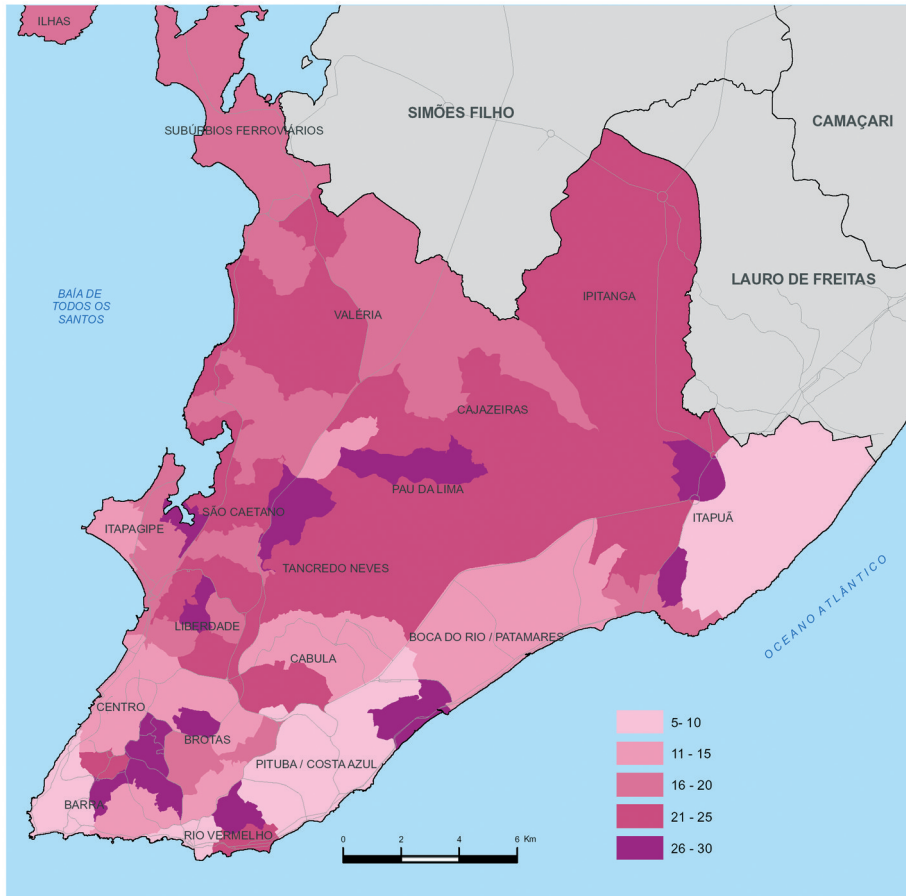 ILHAS
SIMÕES FILHO
CAMAÇARI
SUBÚRBIOS FERROVIÁRIOS
LAURO DE FREITAS
BAÍA DE
TODOS OS
SANTOS
IPITANGA
VALÉRIA
CAJAZEIRAS
PAU DA LIMA
SÃO CAETANO
ITAPUÃ
ITAPAGIPE
TANCREDO NEVES
OCEANO ATLÂNTICO
LIBERDADE
BOCA DO RIO / PATAMARES
CABULA
CENTRO
BROTAS
PITUBA / COSTA AZUL
BARRA
RIO VERMELHO
5- 10
11 - 15
16 - 20
21 - 25
26 - 30
0 2 4 6 Km